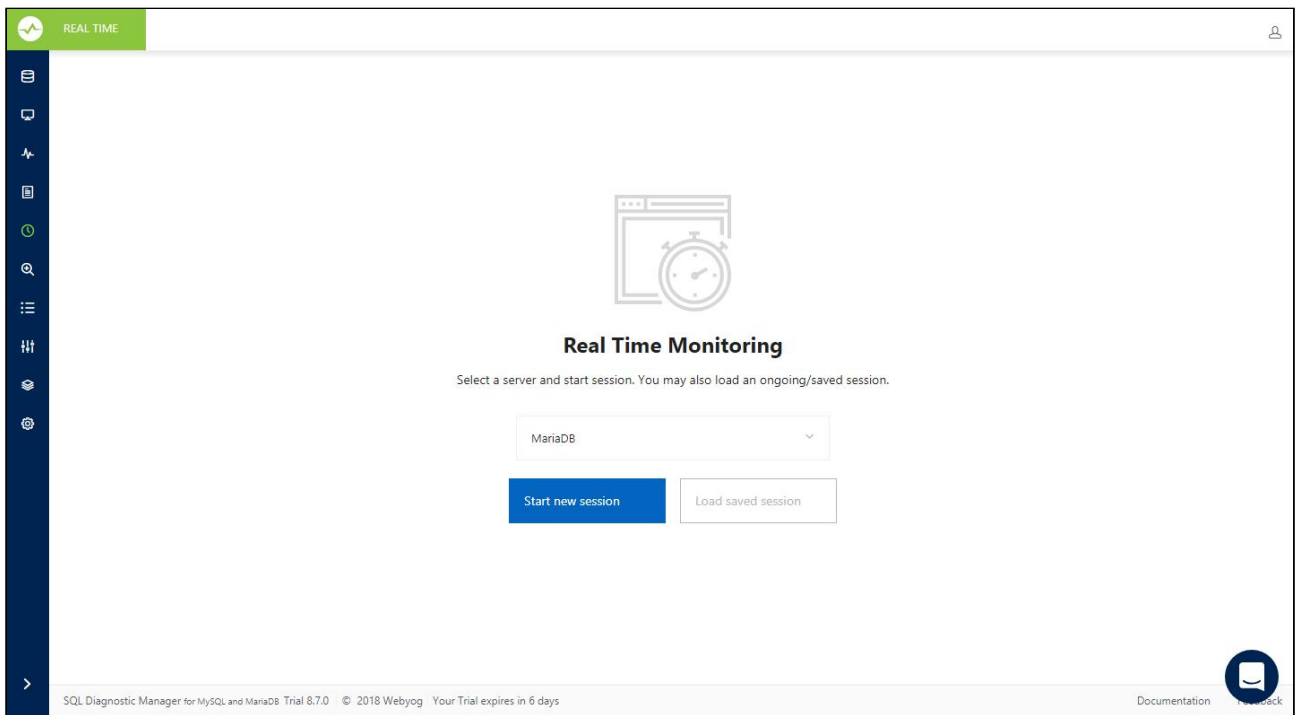 REAL TIME
Real Time Monitoring
Select a server and start session. You may also load an ongoing/saved session.
MariaDB
Start new session
Load saved session
SQL Diagnostic Manager for MySQL and MariaDB Trial 8.7.0 © 2018 Webyog Your Trial expires in 6 days
Documentation